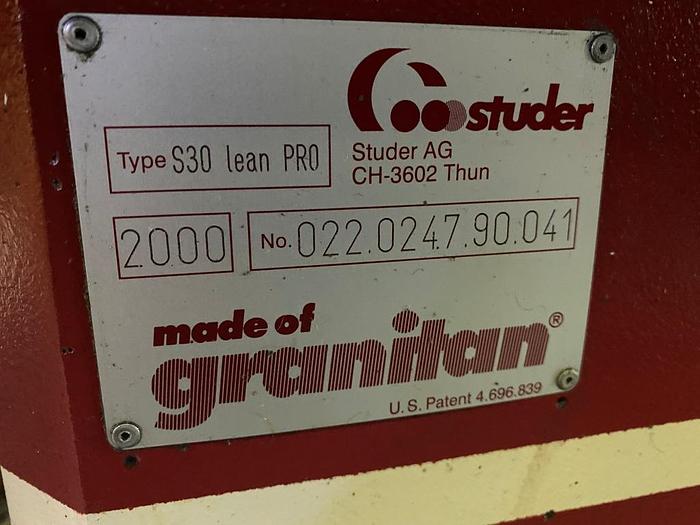 studer
Type S30 lean PRO
Studer AG
CH-3602 Thun
2000
No. 022.0247.90.041
made of
granitan®
U.S. Patent 4.696.839